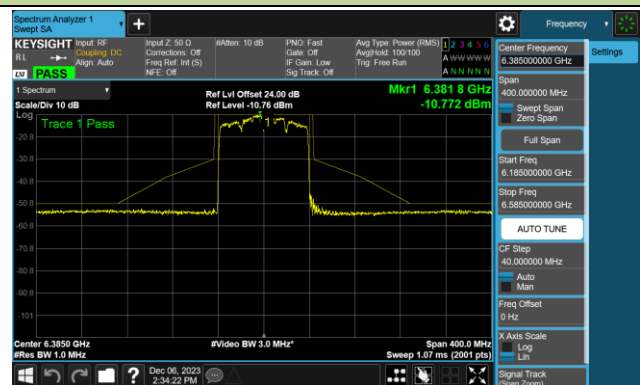 Spectrum Analyzer 1
Swept SA
Frequency
KEYSIGHT
RL
LXI
PASS
Input: RF
Coupling: DC
Align: Auto
Input Z: 50 Ω
Corrections: Off
Freq Ref: Int (S)
NFE: Off
#Atten: 10 dB
PNO: Fast
Gate: Off
IF Gain: Low
Sig Track: Off
Avg Type: Power (RMS)
Avg|Hold: 100/100
Trig: Free Run
1 2 3 4 5 6
A W W W W W
A N N N N N
1 Spectrum
Scale/Div 10 dB
Log
Ref Lvl Offset 24.00 dB
Ref Level -10.76 dBm
Mkr1 6.381 8 GHz
-10.772 dBm
Trace 1 Pass
1
-20.8
-30.8
-40.8
-50.8
-60.8
-70.8
-80.8
-90.8
-101
Center 6.3850 GHz
#Res BW 1.0 MHz
#Video BW 3.0 MHz*
Span 400.0 MHz
Sweep 1.07 ms (2001 pts)
Dec 06, 2023
2:34:22 PM
Center Frequency
6.385000000 GHz
Settings
Span
400.000000 MHz
Swept Span
Zero Span
Full Span
Start Freq
6.185000000 GHz
Stop Freq
6.585000000 GHz
AUTO TUNE
CF Step
40.000000 MHz
Auto
Man
Freq Offset
0 Hz
X Axis Scale
Log
Lin
Signal Track
(Span Zoom)